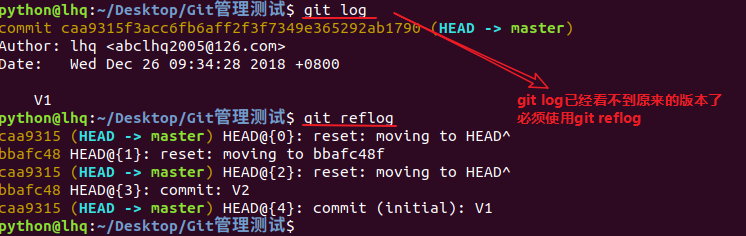 python@lhq:~/Desktop/Git管理测试$ git log
commit caa9315f3acc6fb6aff2f3f7349e365292ab1790 (HEAD -> master)
Author: lhq <abclhq2005@126.com>
Date:   Wed Dec 26 09:34:28 2018 +0800
V1
git log已经看不到原来的版本了
必须使用git reflog
python@lhq:~/Desktop/Git管理测试$ git reflog
caa9315 (HEAD -> master) HEAD@{0}: reset: moving to HEAD^
bbafc48 HEAD@{1}: reset: moving to bbafc48f
caa9315 (HEAD -> master) HEAD@{2}: reset: moving to HEAD^
bbafc48 HEAD@{3}: commit: V2
caa9315 (HEAD -> master) HEAD@{4}: commit (initial): V1
python@lhq:~/Desktop/Git管理测试$